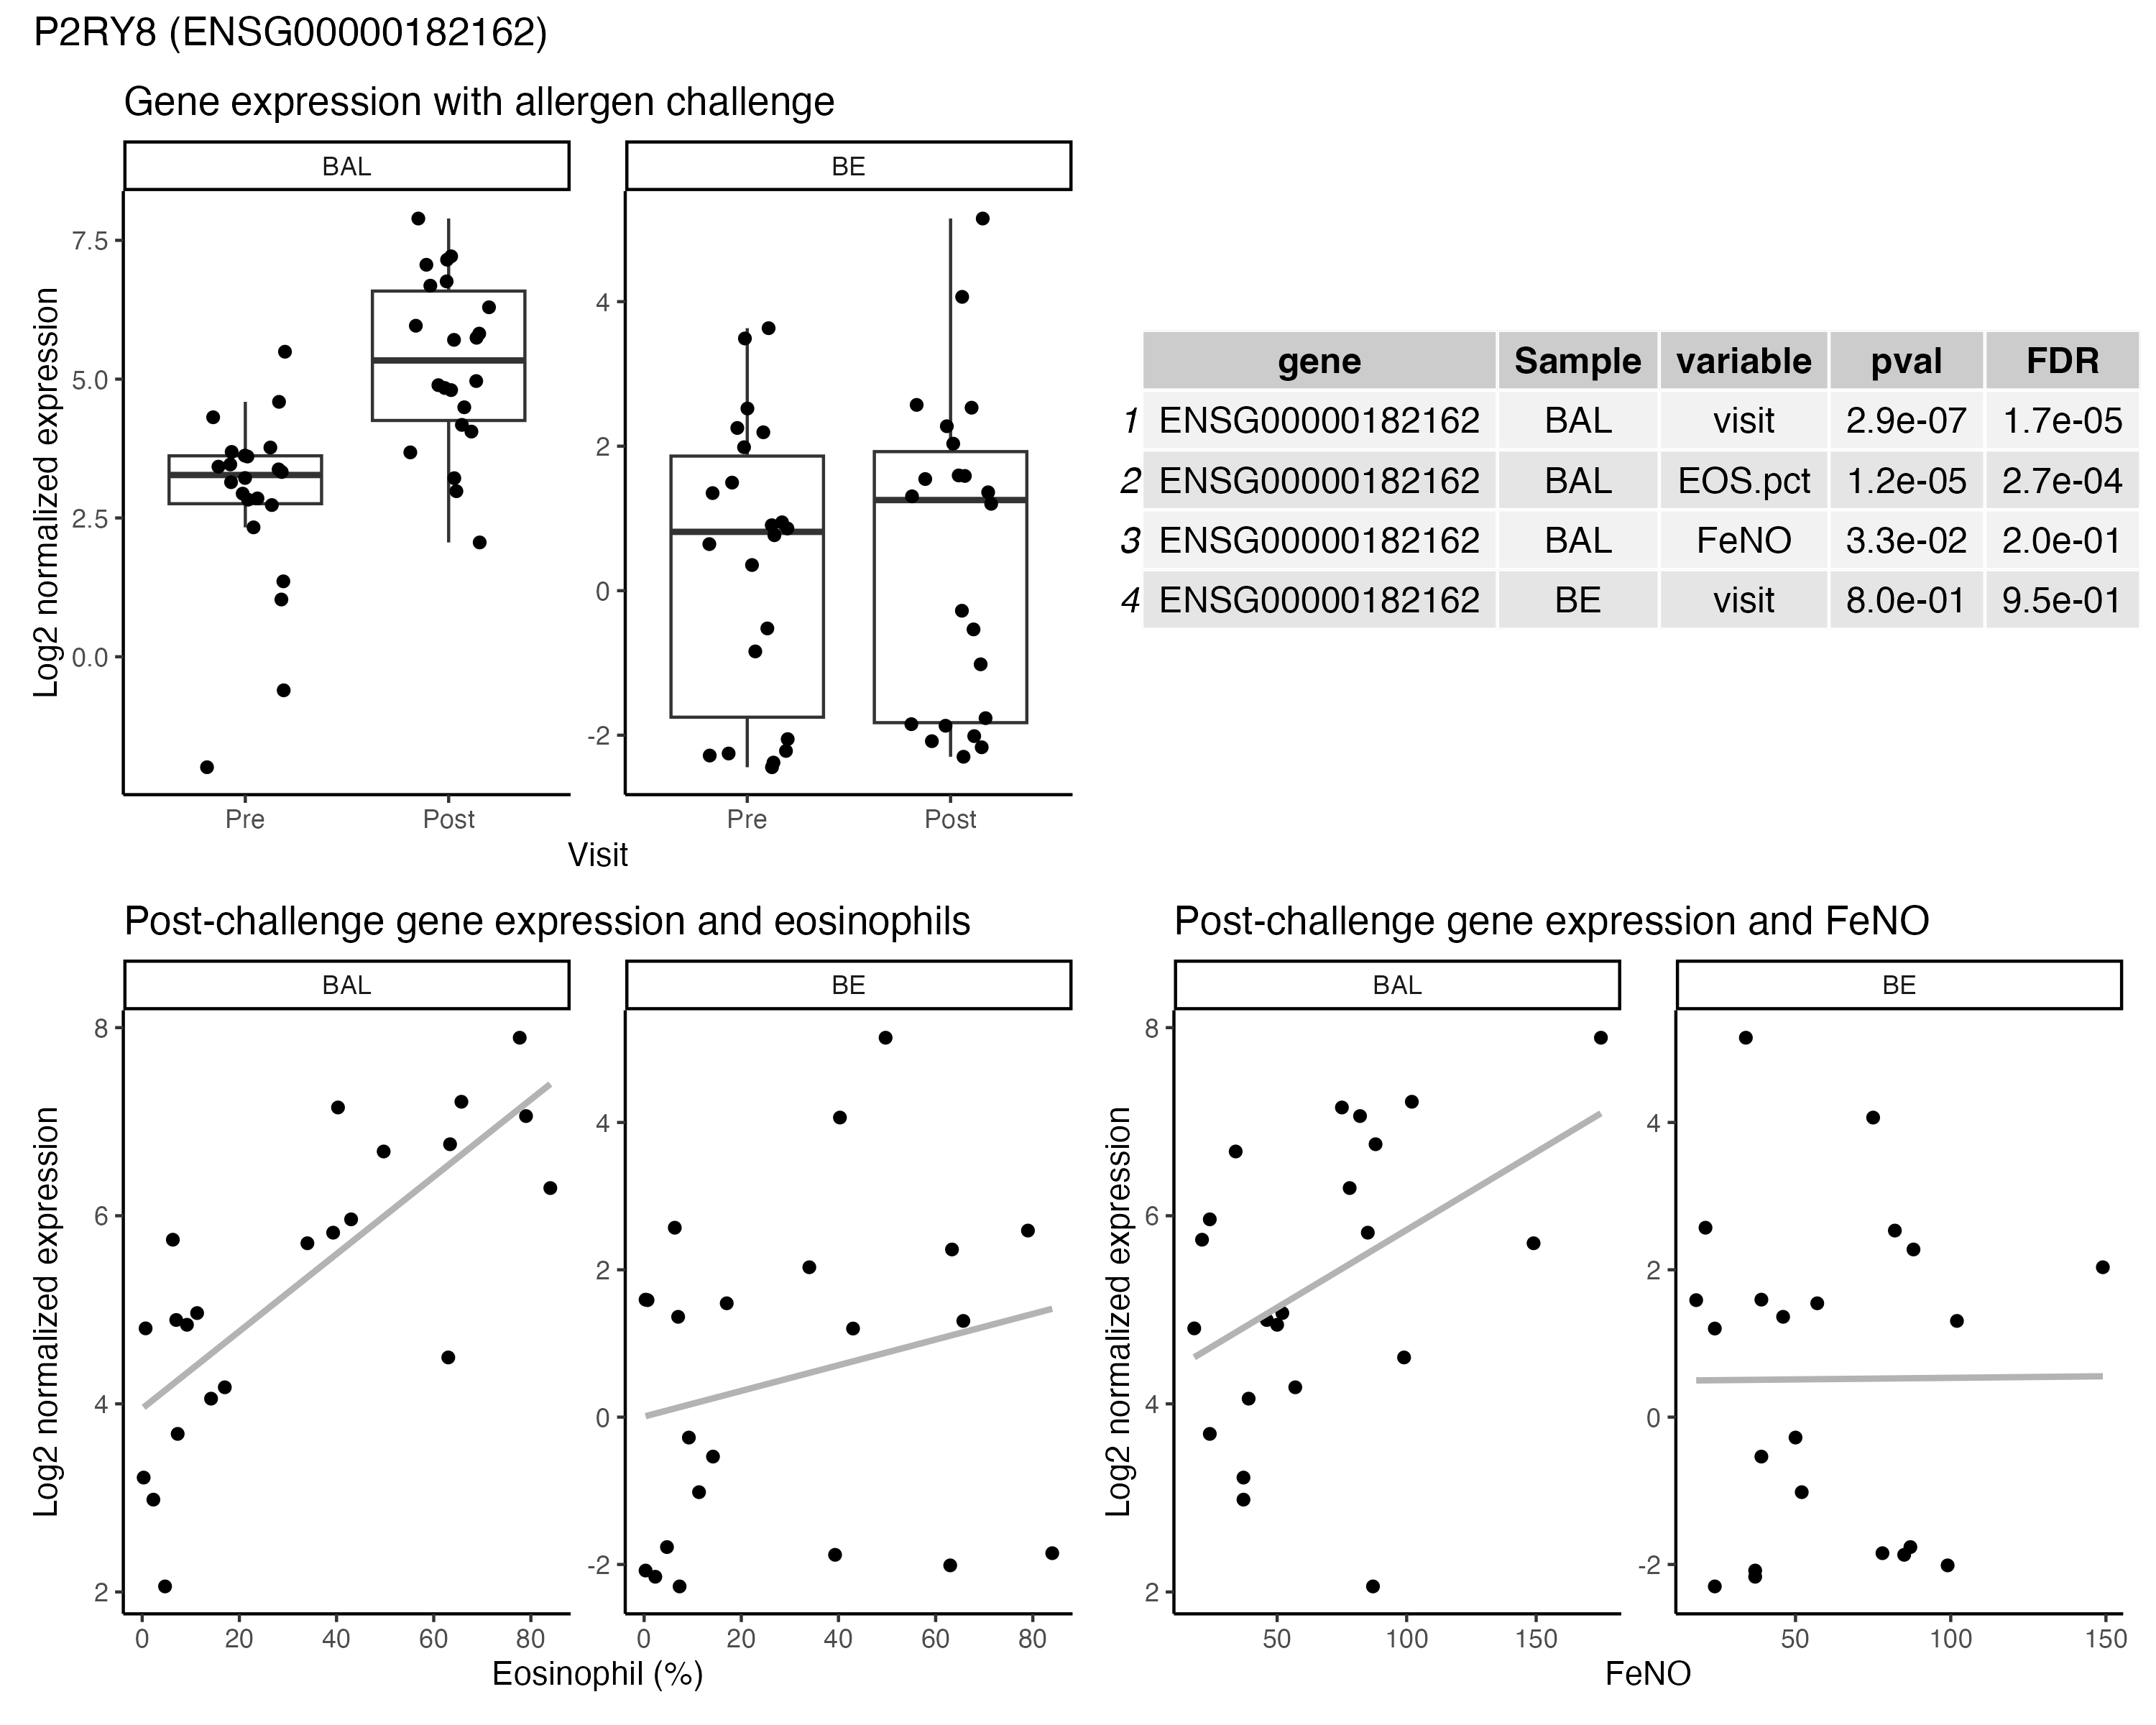 P2RY8 (ENSG00000182162)
Gene expression with allergen challenge
BAL BE
Log2 normalized expression
7.5
5.0
2.5
0.0
4
2
0
-2
Pre Post Pre Post
Visit
gene Sample variable pval FDR
1 ENSG00000182162 BAL visit 2.9e-07 1.7e-05
2 ENSG00000182162 BAL EOS.pct 1.2e-05 2.7e-04
3 ENSG00000182162 BAL FeNO 3.3e-02 2.0e-01
4 ENSG00000182162 BE visit 8.0e-01 9.5e-01
Post-challenge gene expression and eosinophils
BAL BE
Log2 normalized expression
8
6
4
2
4
2
0
-2
0 20 40 60 80 0 20 40 60 80
Eosinophil (%)
Post-challenge gene expression and FeNO
BAL BE
Log2 normalized expression
8
6
4
2
4
2
0
-2
50 100 150 50 100 150
FeNO